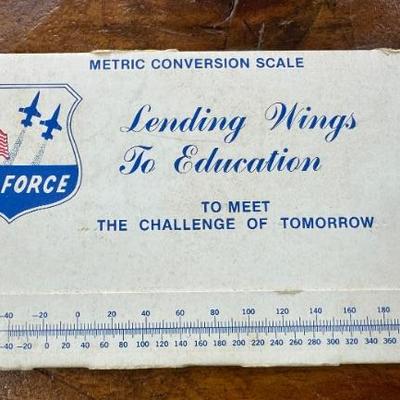 METRIC CONVERSION SCALE
Lending Wings
To Education
FORCE
TO MEET
THE CHALLENGE OF TOMORROW
-40 -20 0 20 40 60 80 100 120 140 160 180
-40 -20 0 20 40 60 80 100 120 140 160 180 200 220 240 260 280 300 320 340 360